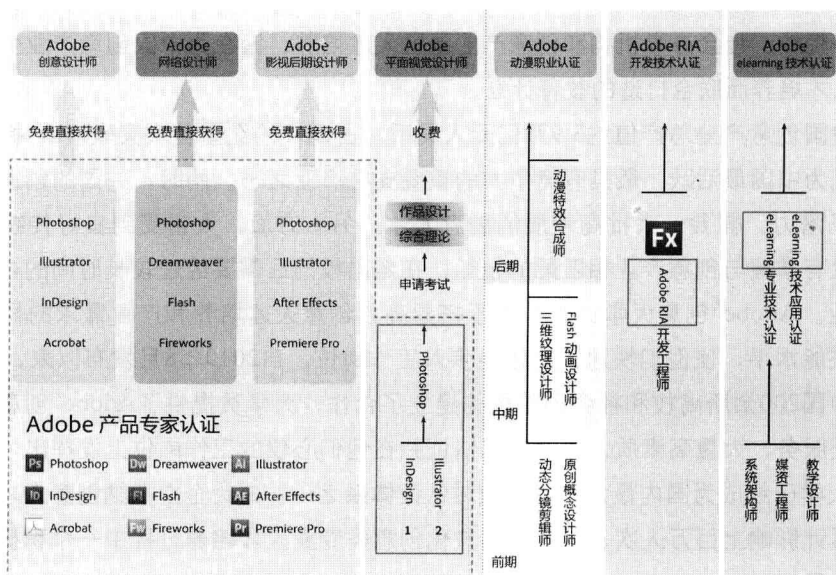 Adobe
创意设计师
Adobe
网络设计师
Adobe
影视后期设计师
Adobe
平面视觉设计师
Adobe
动漫职业认证
Adobe RIA
开发技术认证
Adobe
elearning 技术认证
免费直接获得
免费直接获得
免费直接获得
收 费
Photoshop
Illustrator
InDesign
Acrobat
Photoshop
Dreamweaver
Flash
Fireworks
Photoshop
Illustrator
After Effects
Premiere Pro
作品设计
综合理论
申请考试
Photoshop
InDesign
1
Illustrator
2
Adobe 产品专家认证
Ps Photoshop
Dw Dreamweaver
Ai Illustrator
ID InDesign
Fl Flash
AE After Effects
Acrobat
Fw Fireworks
Pr Premiere Pro
后期
中期
前期
动漫特效合成师
三维纹理设计师
Flash 动画设计师
动态分镜剪辑师
原创概念设计师
Fx
Adobe RIA 开发工程师
eLearning 专业技术认证
eLearning 技术应用认证
系统架构师
媒资工程师
教学设计师